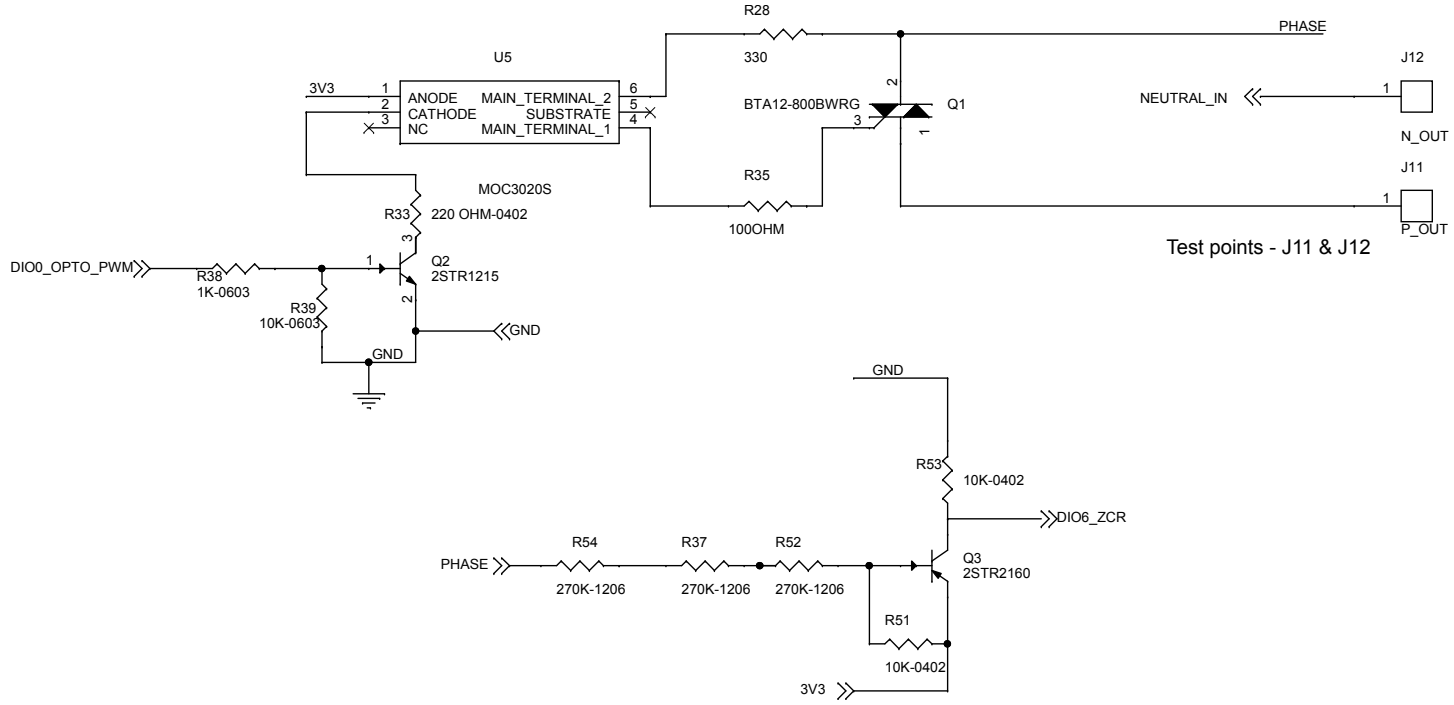 R28
330
PHASE
U5
J12
3V3
1
2
3
ANODE
CATHODE
NC
MAIN_TERMINAL_2
SUBSTRATE
MAIN_TERMINAL_1
6
5
4
BTA12-800BWRG
2
3
1
Q1
NEUTRAL_IN
1
N_OUT
J11
MOC3020S
R35
100OHM
1
P_OUT
Test points - J11 & J12
R33
220 OHM-0402
3
DIO0_OPTO_PWM
R38
1K-0603
1
Q2
2STR1215
2
R39
10K-0603
GND
GND
GND
R53
10K-0402
DIO6_ZCR
PHASE
R54
270K-1206
R37
270K-1206
R52
270K-1206
Q3
2STR2160
R51
10K-0402
3V3